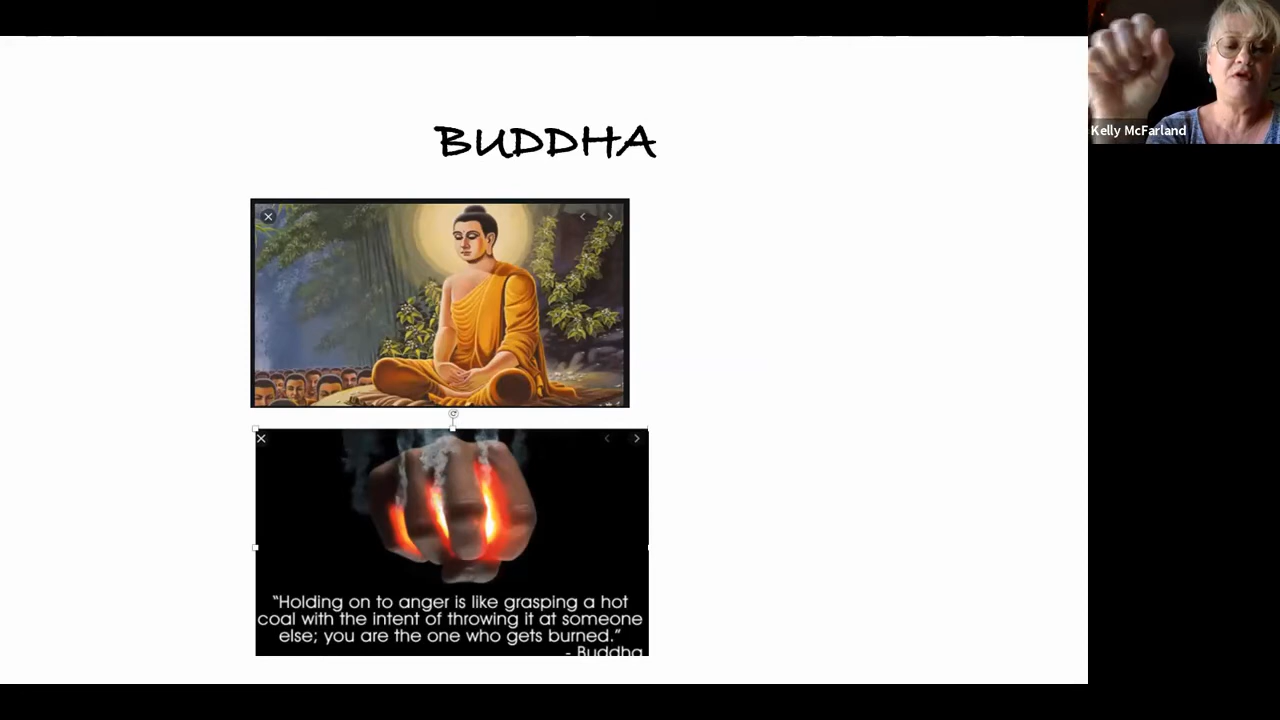 BUDDHA
Kelly McFarland
“Holding on to anger is like grasping a hot
coal with the intent of throwing it at someone
else; you are the one who gets burned.”
- Buddha